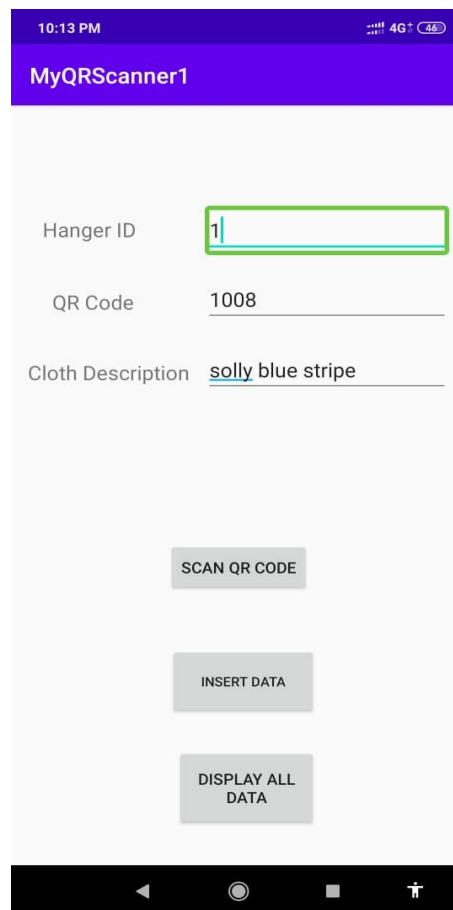 10:13 PM 4G+ 46
MyQRScanner1
Hanger ID 1
QR Code 1008
Cloth Description solly blue stripe
SCAN QR CODE
INSERT DATA
DISPLAY ALL
DATA